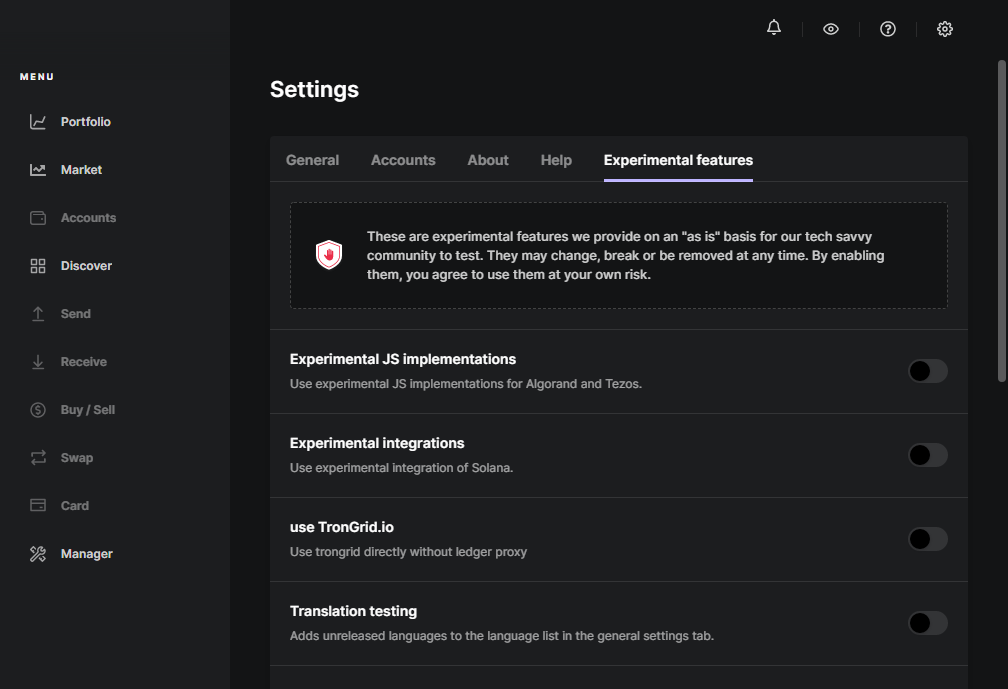 MENU
Portfolio
Market
Accounts
Discover
Send
Receive
Buy / Sell
Swap
Card
Manager
Settings
General
Accounts
About
Help
Experimental features
These are experimental features we provide on an "as is" basis for our tech savvy
community to test. They may change, break or be removed at any time. By enabling
them, you agree to use them at your own risk.
Experimental JS implementations
Use experimental JS implementations for Algorand and Tezos.
Experimental integrations
Use experimental integration of Solana.
use TronGrid.io
Use trongrid directly without ledger proxy
Translation testing
Adds unreleased languages to the language list in the general settings tab.